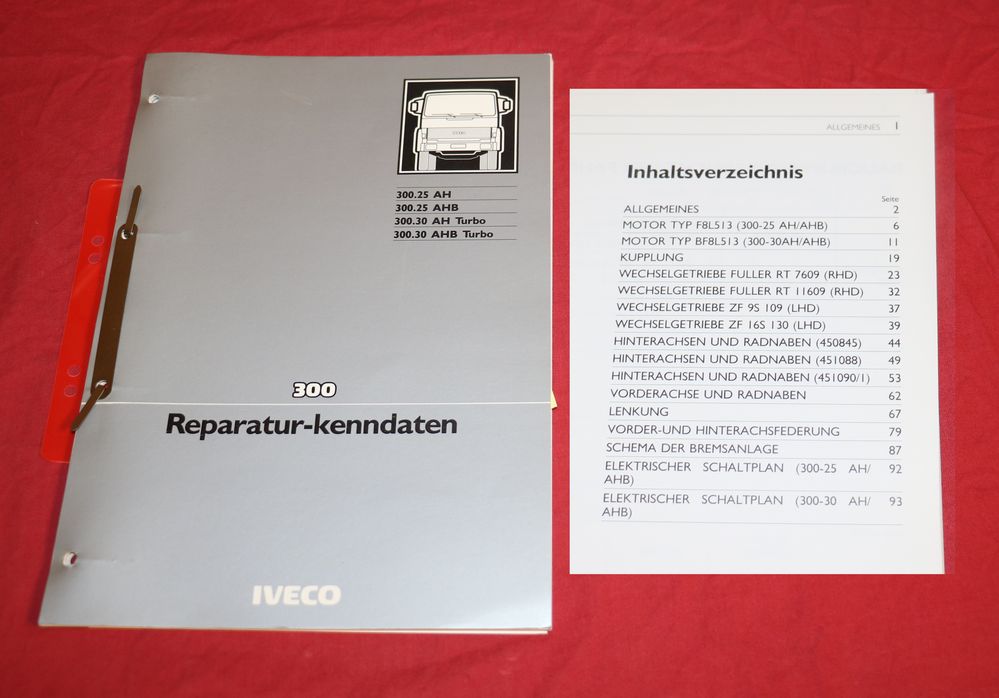 300.25 AH
300.25 AHB
300.30 AH Turbo
300.30 AHB Turbo
300
Reparatur-kenndaten
IVECO
ALLGEMEINES 1
Inhaltsverzeichnis
Seite
ALLGEMEINES 2
MOTOR TYP F8L513 (300-25 AH/AHB) 6
MOTOR TYP BF8L513 (300-30AH/AHB) 11
KUPPLUNG 19
WECHSELGETRIEBE FULLER RT 7609 (RHD) 23
WECHSELGETRIEBE FULLER RT 11609 (RHD) 32
WECHSELGETRIEBE ZF 9S 109 (LHD) 37
WECHSELGETRIEBE ZF 16S 130 (LHD) 39
HINTERACHSEN UND RADNABEN (450845) 44
HINTERACHSEN UND RADNABEN (451088) 49
HINTERACHSEN UND RADNABEN (451090/1) 53
VORDERACHSE UND RADNABEN 62
LENKUNG 67
VORDER-UND HINTERACHSFEDERUNG 79
SCHEMA DER BREMSANLAGE 87
ELEKTRISCHER SCHALTPLAN (300-25 AH/ 92
AHB)
ELEKTRISCHER SCHALTPLAN (300-30 AH/ 93
AHB)